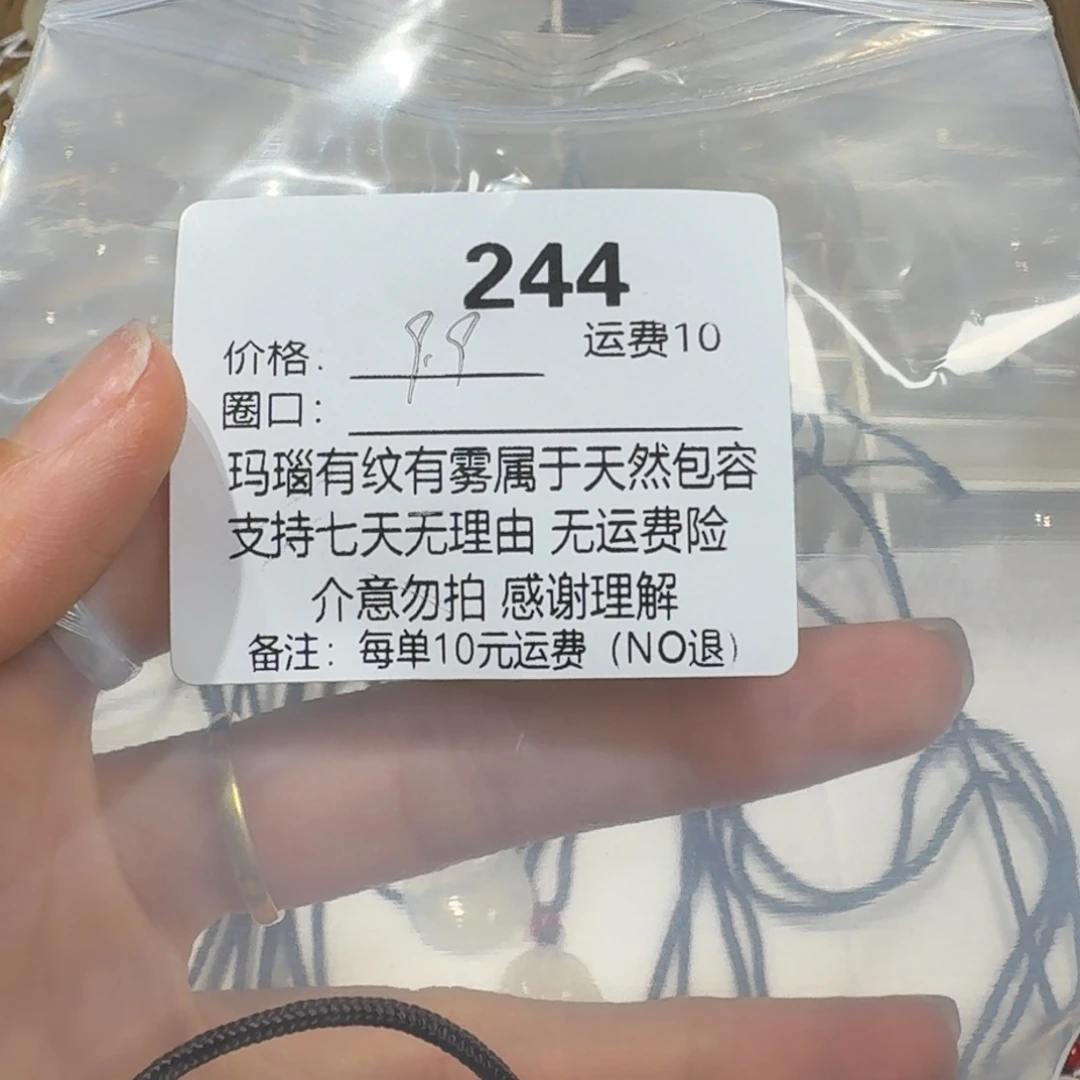 244
价格: 9.9 运费10
圈口:
玛瑙有纹有雾属于天然包容
支持七天无理由 无运费险
介意勿拍 感谢理解
备注: 每单10元运费 (NO退)